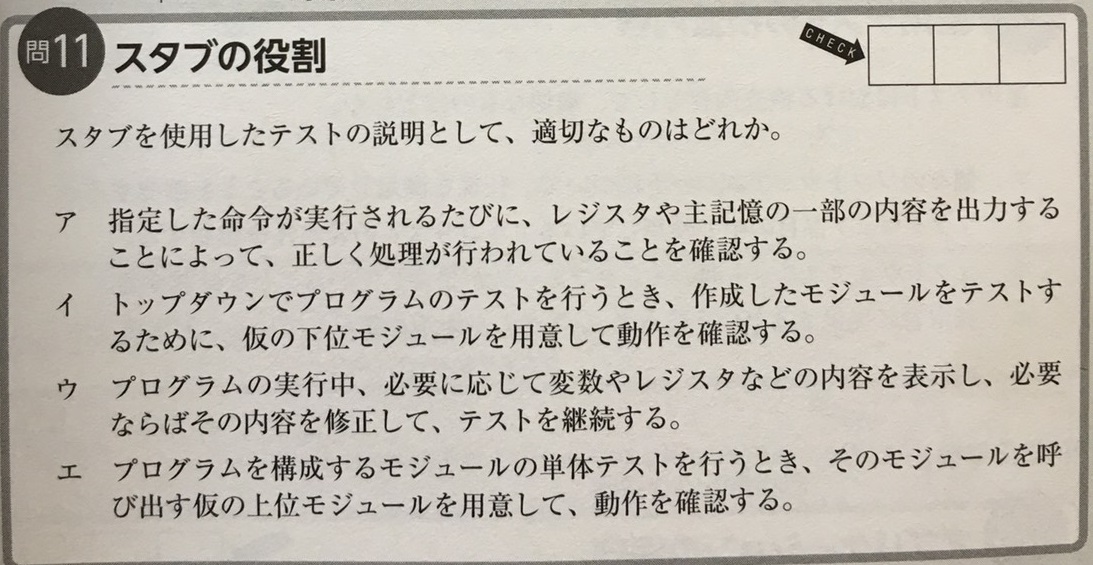 問11 スタブの役割
CHECK
スタブを使用したテストの説明として、適切なものはどれか。
ア 指定した命令が実行されるたびに、レジスタや主記憶の一部の内容を出力する
ことによって、正しく処理が行われていることを確認する。
イ トップダウンでプログラムのテストを行うとき、作成したモジュールをテストす
るために、仮の下位モジュールを用意して動作を確認する。
ウ プログラムの実行中、必要に応じて変数やレジスタなどの内容を表示し、必要
ならばその内容を修正して、テストを継続する。
エ プログラムを構成するモジュールの単体テストを行うとき、そのモジュールを呼
び出す仮の上位モジュールを用意して、動作を確認する。